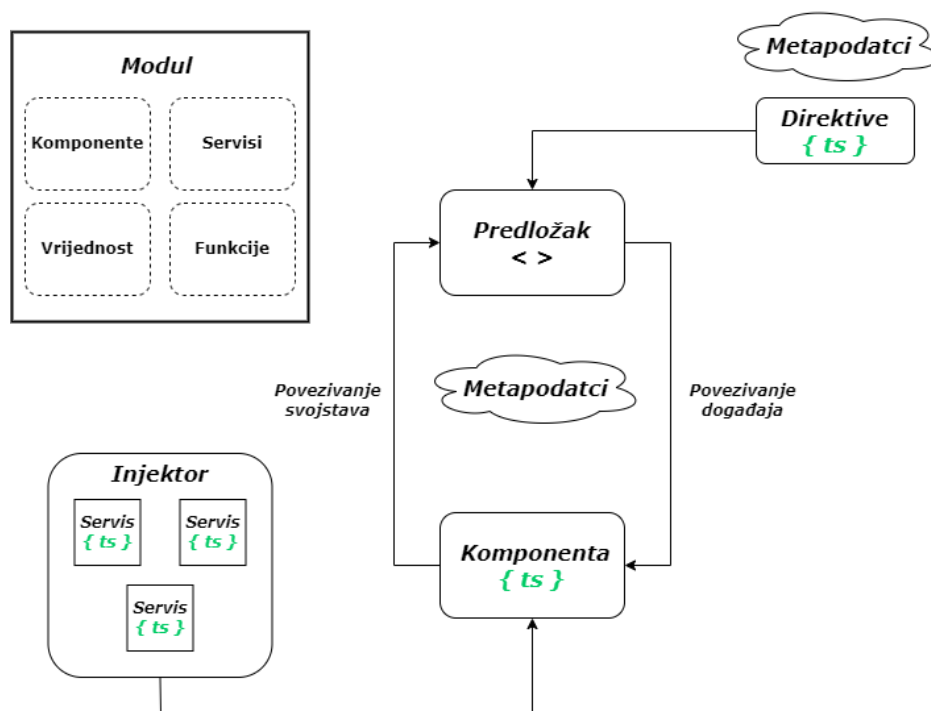 Modul
Komponente
Servisi
Vrijednost
Funkcije
Metapodatci
Direktive
{ ts }
Predložak
< >
Povezivanje
svojstava
Metapodatci
Povezivanje
događaja
Injektor
Servis
{ ts }
Servis
{ ts }
Servis
{ ts }
Komponenta
{ ts }